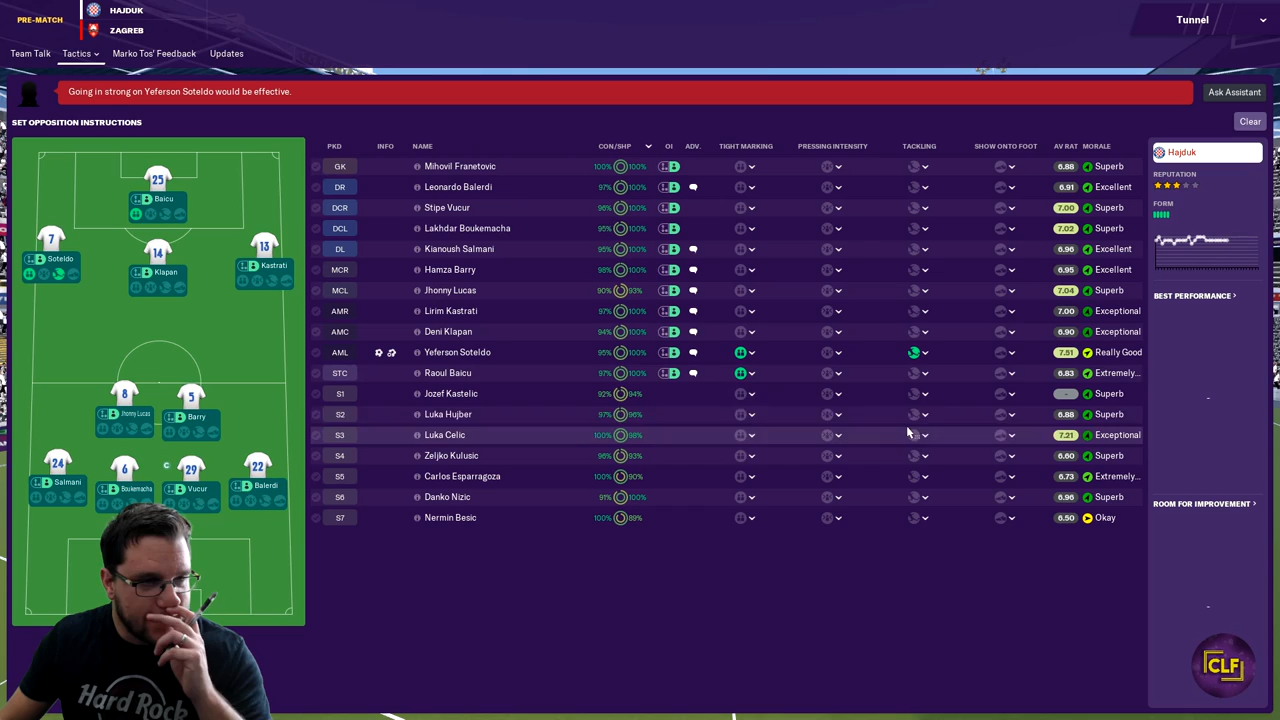 PRE-MATCH
HAJDUK
ZAGREB
Tunnel
Team Talk Tactics Marko Tos' Feedback Updates
Going in strong on Yeferson Soteldo would be effective.
Ask Assistant
SET OPPOSITION INSTRUCTIONS
Clear
25
Baicu
7
Soteldo
14
Klapan
13
Kastrati
8
Jhonny Lucas
5
Barry
24
Salmani
6
Boukemacha
C
29
Vucur
22
Balerdi
PKD INFO NAME CON/SHP OI ADV. TIGHT MARKING PRESSING INTENSITY TACKLING SHOW ONTO FOOT AV RAT MORALE
GK Mihovil Franetovic 100% 100% 6.88 Superb
DR Leonardo Balerdi 97% 100% 6.91 Excellent
DCR Stipe Vucur 96% 100% 7.00 Superb
DCL Lakhdar Boukemacha 95% 100% 7.02 Superb
DL Kianoush Salmani 95% 100% 6.96 Excellent
MCR Hamza Barry 98% 100% 6.95 Excellent
MCL Jhonny Lucas 90% 93% 7.04 Superb
AMR Lirim Kastrati 97% 100% 7.00 Exceptional
AMC Deni Klapan 94% 100% 6.90 Exceptional
AML Yeferson Soteldo 95% 100% 7.51 Really Good
STC Raoul Baicu 97% 100% 6.83 Extremely...
S1 Jozef Kastelic 92% 94% - Superb
S2 Luka Hujber 97% 96% 6.88 Superb
S3 Luka Celic 100% 98% 7.21 Exceptional
S4 Zeljko Kulusic 96% 93% 6.60 Superb
S5 Carlos Esparragoza 100% 90% 6.73 Extremely...
S6 Danko Nizic 91% 100% 6.96 Superb
S7 Nermin Besic 100% 89% 6.50 Okay
Hajduk
REPUTATION
FORM
BEST PERFORMANCE >
-
ROOM FOR IMPROVEMENT >
-
CLF
Hard Rock